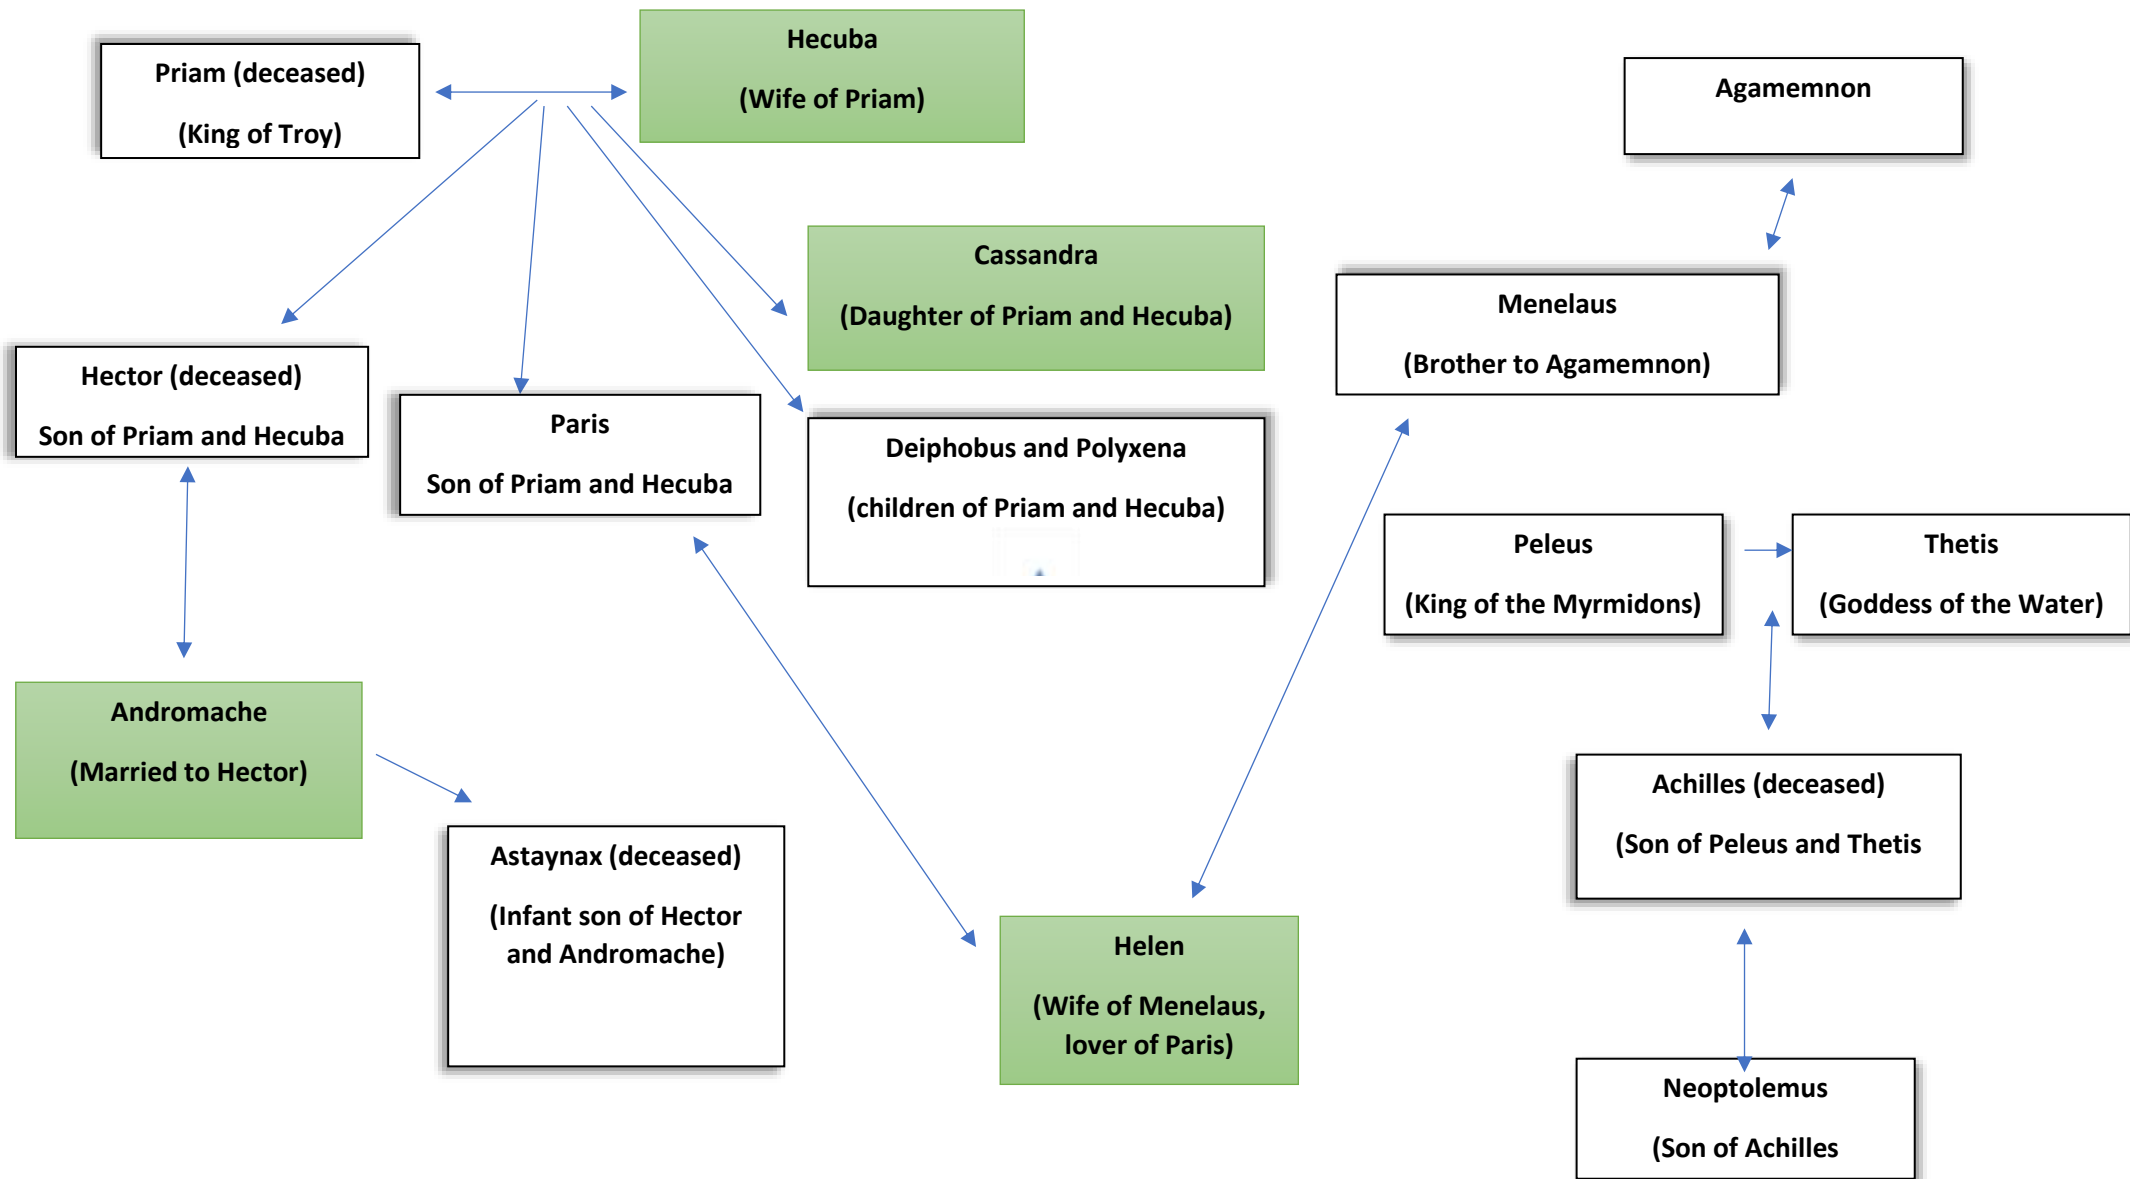 Priam (deceased)
(King of Troy)
Hecuba
(Wife of Priam)
Agamemnon
Cassandra
(Daughter of Priam and Hecuba)
Menelaus
(Brother to Agamemnon)
Hector (deceased)
Son of Priam and Hecuba
Paris
Son of Priam and Hecuba
Deiphobus and Polyxena
(children of Priam and Hecuba)
Peleus
(King of the Myrmidons)
Thetis
(Goddess of the Water)
Andromache
(Married to Hector)
Achilles (deceased)
(Son of Peleus and Thetis
Astaynax (deceased)
(Infant son of Hector
and Andromache)
Helen
(Wife of Menelaus,
lover of Paris)
Neoptolemus
(Son of Achilles